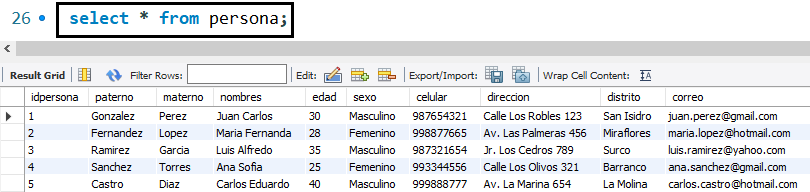 26 select * from persona;
Result Grid Filter Rows: Edit: Export/Import: Wrap Cell Content: IA
idpersona paterno materno nombres edad sexo celular direccion distrito correo
1 Gonzalez Perez Juan Carlos 30 Masculino 987654321 Calle Los Robles 123 San Isidro juan.perez@gmail.com
2 Fernandez Lopez Maria Fernanda 28 Femenino 998877665 Av. Las Palmeras 456 Miraflores maria.lopez@hotmail.com
3 Ramirez Garcia Luis Alfredo 35 Masculino 987321654 Jr. Los Cedros 789 Surco luis.ramirez@yahoo.com
4 Sanchez Torres Ana Sofia 25 Femenino 993344556 Calle Los Olivos 321 Barranco ana.sanchez@gmail.com
5 Castro Diaz Carlos Eduardo 40 Masculino 999888777 Av. La Marina 654 La Molina carlos.castro@hotmail.com